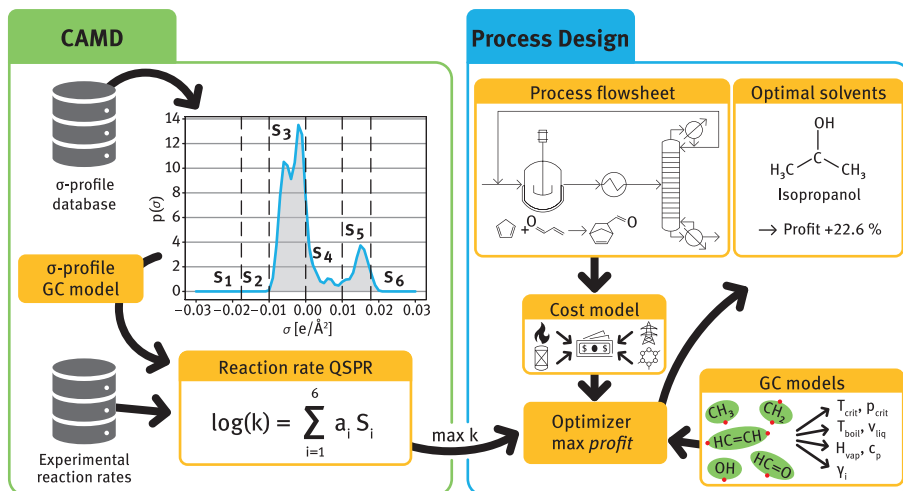 CAMD
σ-profile
database
p(σ)
14
12
10
8
6
4
2
0
S1
S2
S3
S4
S5
S6
−0.03
−0.02
−0.01
0.00
0.01
0.02
0.03
σ [e/Å²]
σ-profile
GC model
Experimental
reaction rates
Reaction rate QSPR
log(k) = ∑ aᵢ Sᵢ
6
i=1
max k
Process Design
Process flowsheet
+
O
O
Cost model
Optimizer
max profit
Optimal solvents
OH
H₃C
C
CH₃
Isopropanol
→ Profit +22.6 %
GC models
CH₃
CH₂
HC=CH
OH
HC=O
T_crit, p_crit
T_boil, v_liq
H_vap, c_p
γᵢ